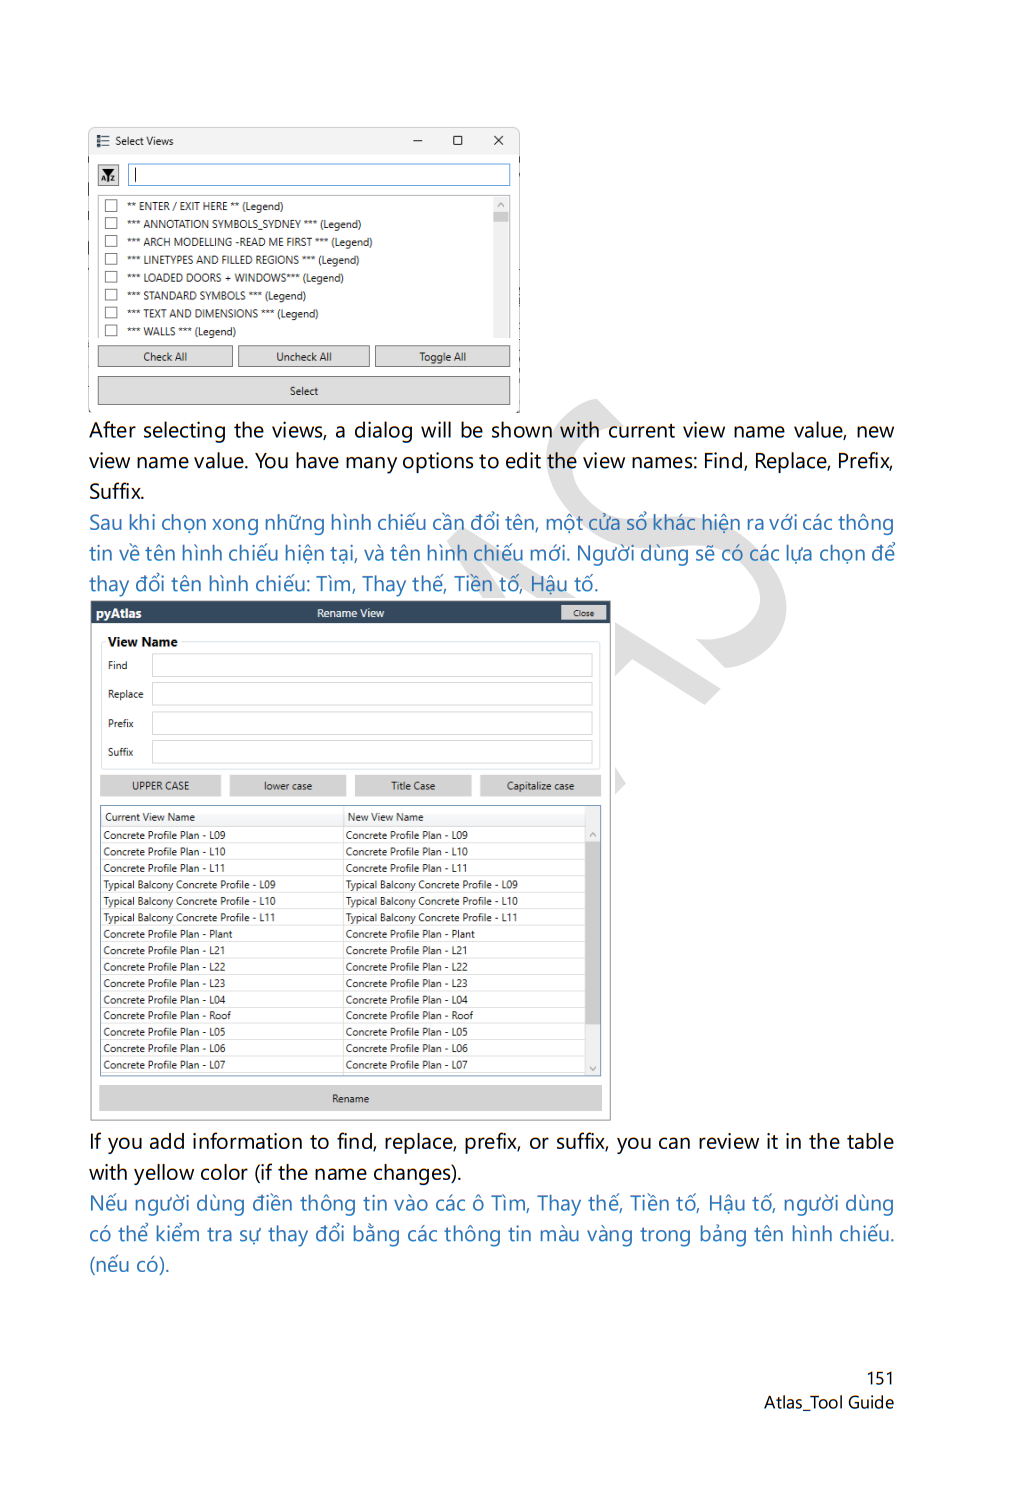 Select Views
** ENTER / EXIT HERE ** (Legend)
*** ANNOTATION SYMBOLS_SYDNEY *** (Legend)
*** ARCH MODELLING -READ ME FIRST *** (Legend)
*** LINETYPES AND FILLED REGIONS *** (Legend)
*** LOADED DOORS + WINDOWS*** (Legend)
*** STANDARD SYMBOLS *** (Legend)
*** TEXT AND DIMENSIONS *** (Legend)
*** WALLS *** (Legend)
Check All Uncheck All Toggle All
Select
After selecting the views, a dialog will be shown with current view name value, new
view name value. You have many options to edit the view names: Find, Replace, Prefix,
Suffix.
Sau khi chọn xong những hình chiếu cần đổi tên, một cửa sổ khác hiện ra với các thông
tin về tên hình chiếu hiện tại, và tên hình chiếu mới. Người dùng sẽ có các lựa chọn để
thay đổi tên hình chiếu: Tìm, Thay thế, Tiền tố, Hậu tố.
pyAtlas Rename View Close
View Name
Find
Replace
Prefix
Suffix
UPPER CASE lower case Title Case Capitalize case
Current View Name New View Name
Concrete Profile Plan - L09 Concrete Profile Plan - L09
Concrete Profile Plan - L10 Concrete Profile Plan - L10
Concrete Profile Plan - L11 Concrete Profile Plan - L11
Typical Balcony Concrete Profile - L09 Typical Balcony Concrete Profile - L09
Typical Balcony Concrete Profile - L10 Typical Balcony Concrete Profile - L10
Typical Balcony Concrete Profile - L11 Typical Balcony Concrete Profile - L11
Concrete Profile Plan - Plant Concrete Profile Plan - Plant
Concrete Profile Plan - L21 Concrete Profile Plan - L21
Concrete Profile Plan - L22 Concrete Profile Plan - L22
Concrete Profile Plan - L23 Concrete Profile Plan - L23
Concrete Profile Plan - L04 Concrete Profile Plan - L04
Concrete Profile Plan - Roof Concrete Profile Plan - Roof
Concrete Profile Plan - L05 Concrete Profile Plan - L05
Concrete Profile Plan - L06 Concrete Profile Plan - L06
Concrete Profile Plan - L07 Concrete Profile Plan - L07
Rename
If you add information to find, replace, prefix, or suffix, you can review it in the table
with yellow color (if the name changes).
Nếu người dùng điền thông tin vào các ô Tìm, Thay thế, Tiền tố, Hậu tố, người dùng
có thể kiểm tra sự thay đổi bằng các thông tin màu vàng trong bảng tên hình chiếu.
(nếu có).
151
Atlas_Tool Guide